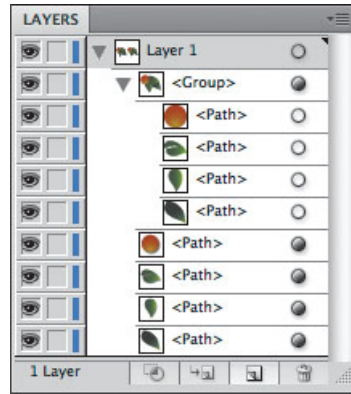 LAYERS
Layer 1
<Group>
<Path>
<Path>
<Path>
<Path>
<Path>
<Path>
<Path>
<Path>
1 Layer